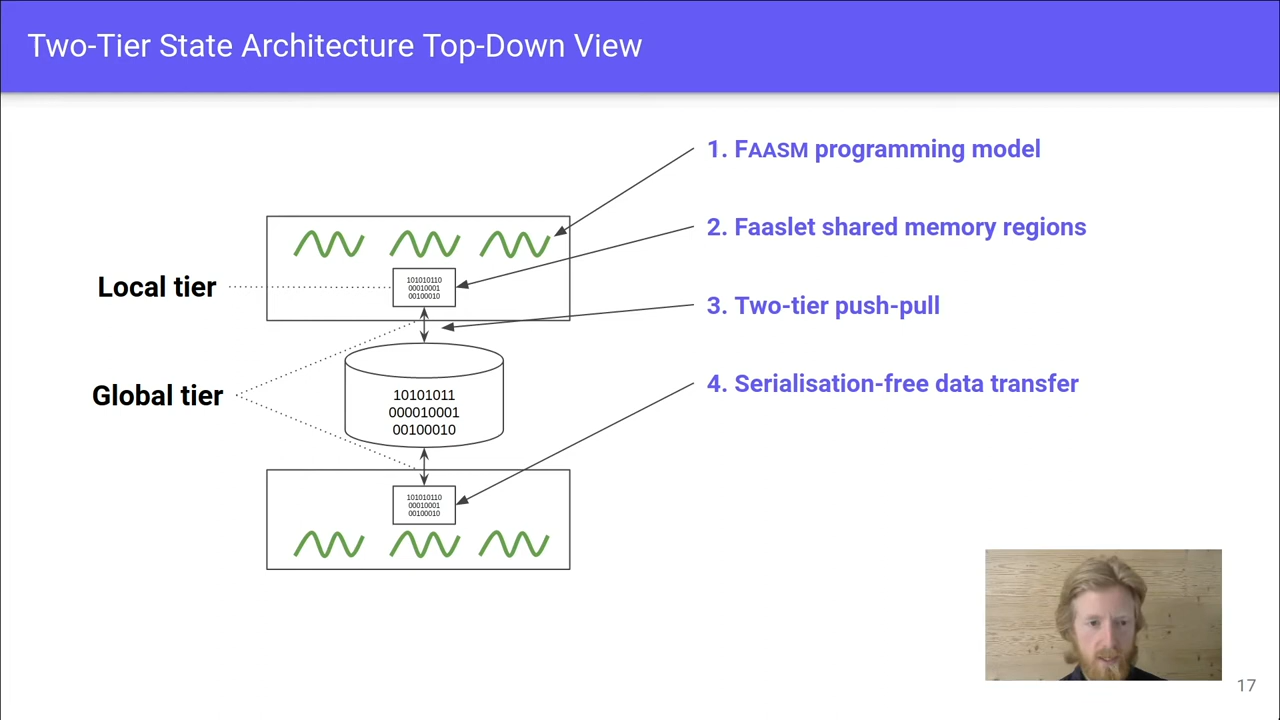 Two-Tier State Architecture Top-Down View
1. FAASM programming model
2. Faaslet shared memory regions
Local tier
101010110
00010001
00100010
3. Two-tier push-pull
4. Serialisation-free data transfer
Global tier
10101011
000010001
00100010
101010110
00010001
00100010
17